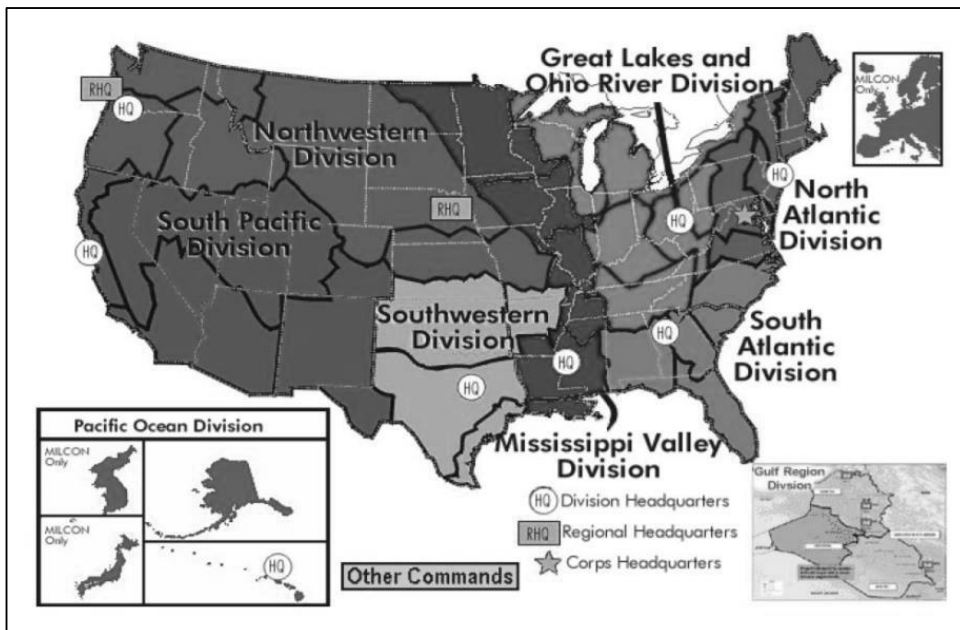 Great Lakes and
Ohio River Division
MILCON
Only
RHQ
HQ
Northwestern
Division
HQ
North
Atlantic
Division
RHQ
HQ
South Pacific
Division
HQ
Southwestern
Division
HQ
South
Atlantic
Division
HQ
HQ
Mississippi Valley
Division
Pacific Ocean Division
MILCON
Only
MILCON
Only
HQ
HQ Division Headquarters
RHQ Regional Headquarters
Corps Headquarters
Other Commands
Gulf Region
Division